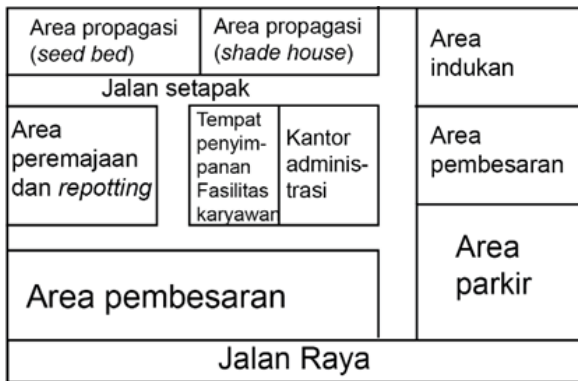 Area propagasi
(seed bed)
Area propagasi
(shade house)
Area
indukan
Jalan setapak
Area
peremajaan
dan repotting
Tempat
penyim-
panan
Fasilitas
karyawan
Kantor
adminis-
trasi
Area
pembesaran
Area pembesaran
Area
parkir
Jalan Raya